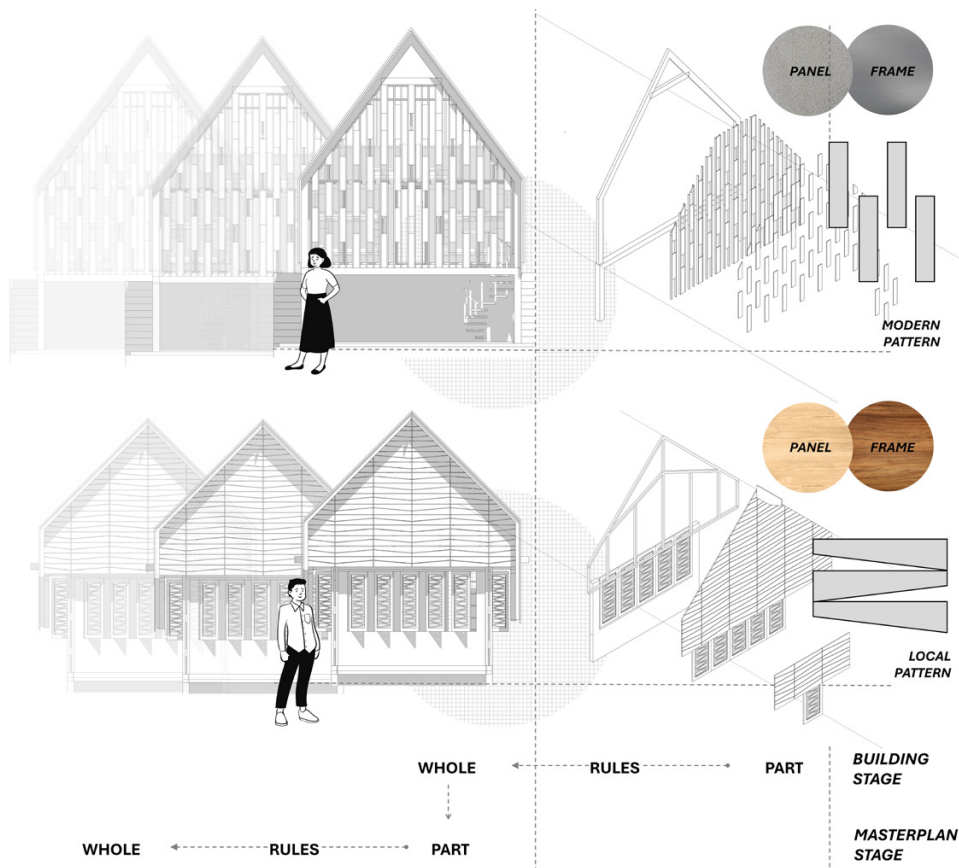 PANEL
FRAME
MODERN
PATTERN
PANEL
FRAME
LOCAL
PATTERN
WHOLE
RULES
PART
BUILDING
STAGE
WHOLE
RULES
PART
MASTERPLAN
STAGE